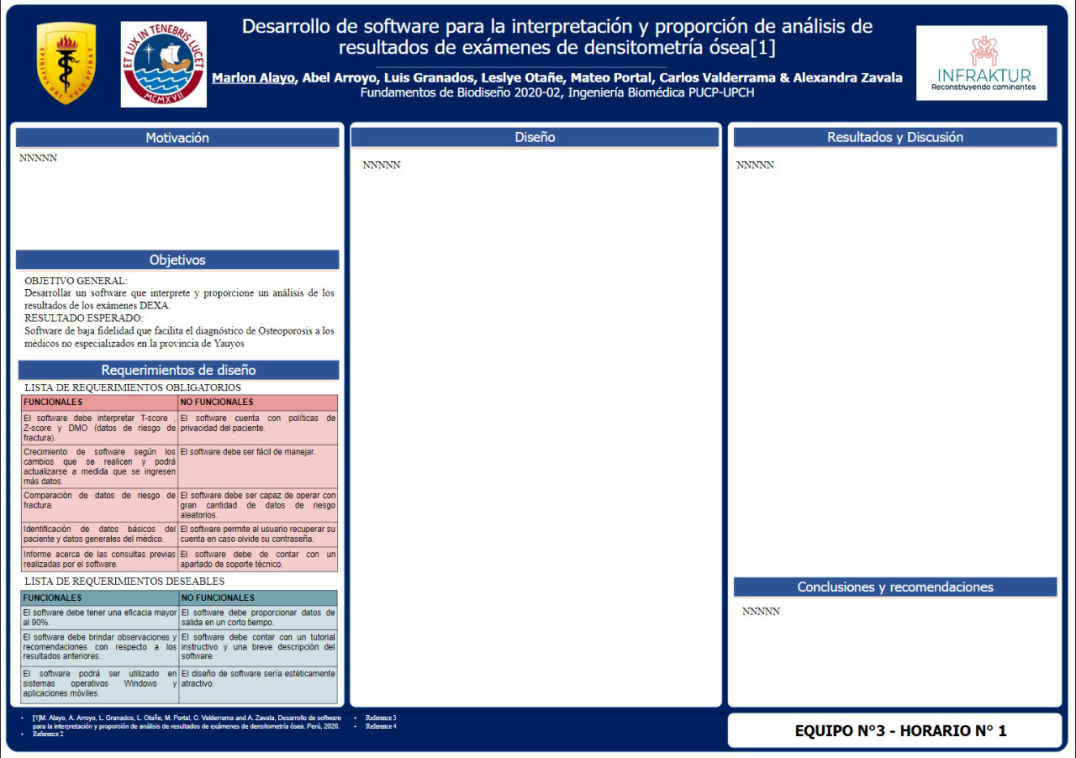 Desarrollo de software para la interpretación y proporción de análisis de
resultados de exámenes de densitometría ósea[1]
Marlon Alayo, Abel Arroyo, Luis Granados, Leslye Otañe, Mateo Portal, Carlos Valderrama & Alexandra Zavala
Fundamentos de Biodiseño 2020-02, Ingeniería Biomédica PUCP-UPCH
SPIRITUS UBI VULT SPIRAT
ET LUX IN TENEBRIS LUCET
MCMXVII
INFRAKTUR
Reconstruyendo caminantes
Motivación
NNNNN
Objetivos
OBJETIVO GENERAL:
Desarrollar un software que interprete y proporcione un análisis de los
resultados de los exámenes DEXA.
RESULTADO ESPERADO:
Software de baja fidelidad que facilita el diagnóstico de Osteoporosis a los
médicos no especializados en la provincia de Yauyos
Requerimientos de diseño
LISTA DE REQUERIMIENTOS OBLIGATORIOS
FUNCIONALES
NO FUNCIONALES
El software debe interpretar T-score ,
Z-score y DMO (datos de riesgo de
fractura).
El software cuenta con políticas de
privacidad del paciente.
Crecimiento de software según los
cambios que se realicen y podrá
actualizarse a medida que se ingresen
más datos.
El software debe ser fácil de manejar.
Comparación de datos de riesgo de
fractura.
El software debe ser capaz de operar con
gran cantidad de datos de riesgo
aleatorios.
Identificación de datos básicos del
paciente y datos generales del médico.
El software permite al usuario recuperar su
cuenta en caso olvide su contraseña.
Informe acerca de las consultas previas
realizadas por el software.
El software debe de contar con un
apartado de soporte técnico.
LISTA DE REQUERIMIENTOS DESEABLES
FUNCIONALES
NO FUNCIONALES
El software debe tener una eficacia mayor
al 90%.
El software debe proporcionar datos de
salida en un corto tiempo.
El software debe brindar observaciones y
recomendaciones con respecto a los
resultados anteriores.
El software debe contar con un tutorial
instructivo y una breve descripción del
software.
El software podrá ser utilizado en
sistemas operativos Windows y
aplicaciones móviles.
El diseño de software sería estéticamente
atractivo.
Diseño
NNNNN
Resultados y Discusión
NNNNN
Conclusiones y recomendaciones
NNNNN
• [1]M. Alayo, A. Arroyo, L. Granados, L. Otañe, M. Portal, C. Valderrama and A. Zavala, Desarrollo de software
para la interpretación y proporción de análisis de resultados de exámenes de densitometría ósea. Perú, 2020.
• Reference 2
• Reference 3
• Reference 4
EQUIPO N°3 - HORARIO N° 1